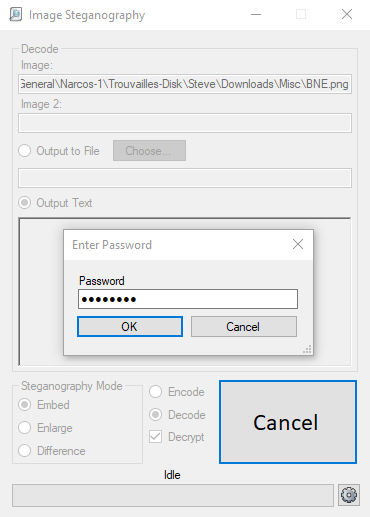 Image Steganography
Decode
Image:
General\Narcos-1\Trouvailles-Disk\Steve\Downloads\Misc\BNE.png
Image 2:
Output to File
Choose...
Output Text
Enter Password
Password
●●●●●●●●
OK
Cancel
Steganography Mode
Embed
Enlarge
Difference
Encode
Decode
Decrypt
Cancel
Idle